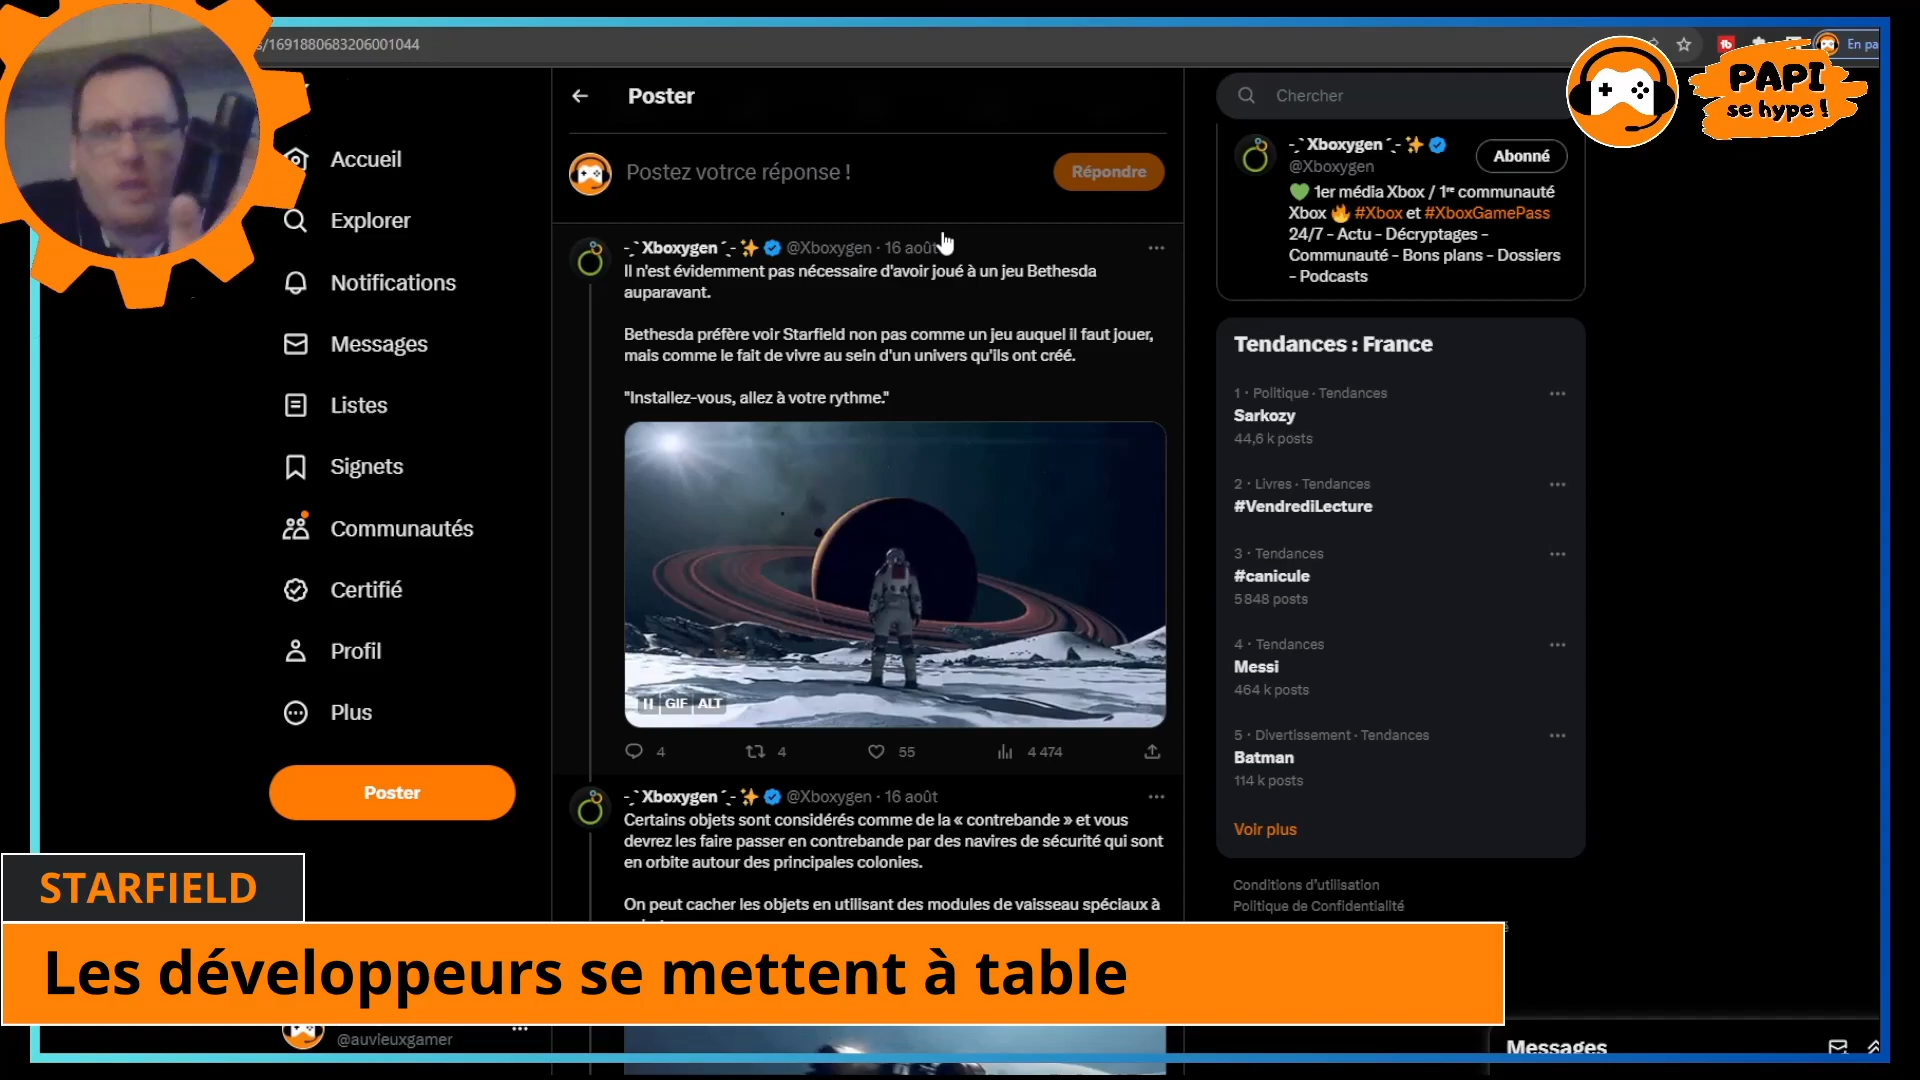 /1691880683206001044
En pa
PAPI
se hype !
Accueil
Explorer
Notifications
Messages
Listes
Signets
Communautés
Certifié
Profil
Plus
Poster
@auvieuxgamer
Poster
Postez votrce réponse !
Répondre
-ˏˋ Xboxygen ˊˎ- @Xboxygen · 16 août
Il n'est évidemment pas nécessaire d'avoir joué à un jeu Bethesda
auparavant.
Bethesda préfère voir Starfield non pas comme un jeu auquel il faut jouer,
mais comme le fait de vivre au sein d'un univers qu'ils ont créé.
"Installez-vous, allez à votre rythme."
GIF ALT
4 4 55 4 474
-ˏˋ Xboxygen ˊˎ- @Xboxygen · 16 août
Certains objets sont considérés comme de la « contrebande » et vous
devrez les faire passer en contrebande par des navires de sécurité qui sont
en orbite autour des principales colonies.
On peut cacher les objets en utilisant des modules de vaisseau spéciaux à
Chercher
-ˏˋ Xboxygen ˊˎ-
@Xboxygen
Abonné
1er média Xbox / 1ʳᵉ communauté
Xbox #Xbox et #XboxGamePass
24/7 - Actu - Décryptages -
Communauté - Bons plans - Dossiers
- Podcasts
Tendances : France
1 · Politique · Tendances
Sarkozy
44,6 k posts
2 · Livres · Tendances
#VendrediLecture
3 · Tendances
#canicule
5 848 posts
4 · Tendances
Messi
464 k posts
5 · Divertissement · Tendances
Batman
114 k posts
Voir plus
Conditions d'utilisation
Politique de Confidentialité
Messages
STARFIELD
Les développeurs se mettent à table